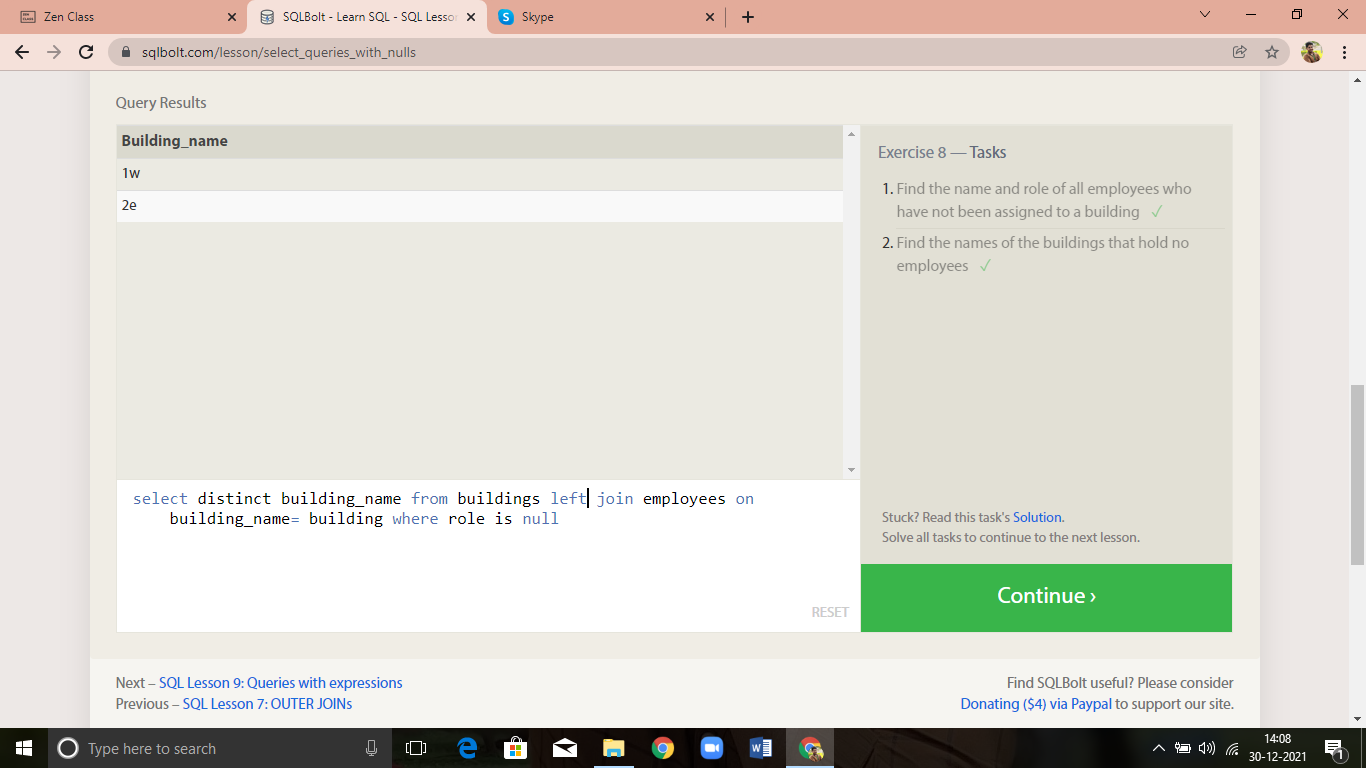 Zen Class
SQLBolt - Learn SQL - SQL Lesson
Skype
sqlbolt.com/lesson/select_queries_with_nulls
Query Results
Building_name
1w
2e
Exercise 8 — Tasks
1. Find the name and role of all employees who
have not been assigned to a building ✓
2. Find the names of the buildings that hold no
employees ✓
select distinct building_name from buildings left join employees on
building_name= building where role is null
RESET
Stuck? Read this task's Solution.
Solve all tasks to continue to the next lesson.
Continue ›
Next – SQL Lesson 9: Queries with expressions
Previous – SQL Lesson 7: OUTER JOINs
Find SQLBolt useful? Please consider
Donating ($4) via Paypal to support our site.
Type here to search
14:08
30-12-2021
1